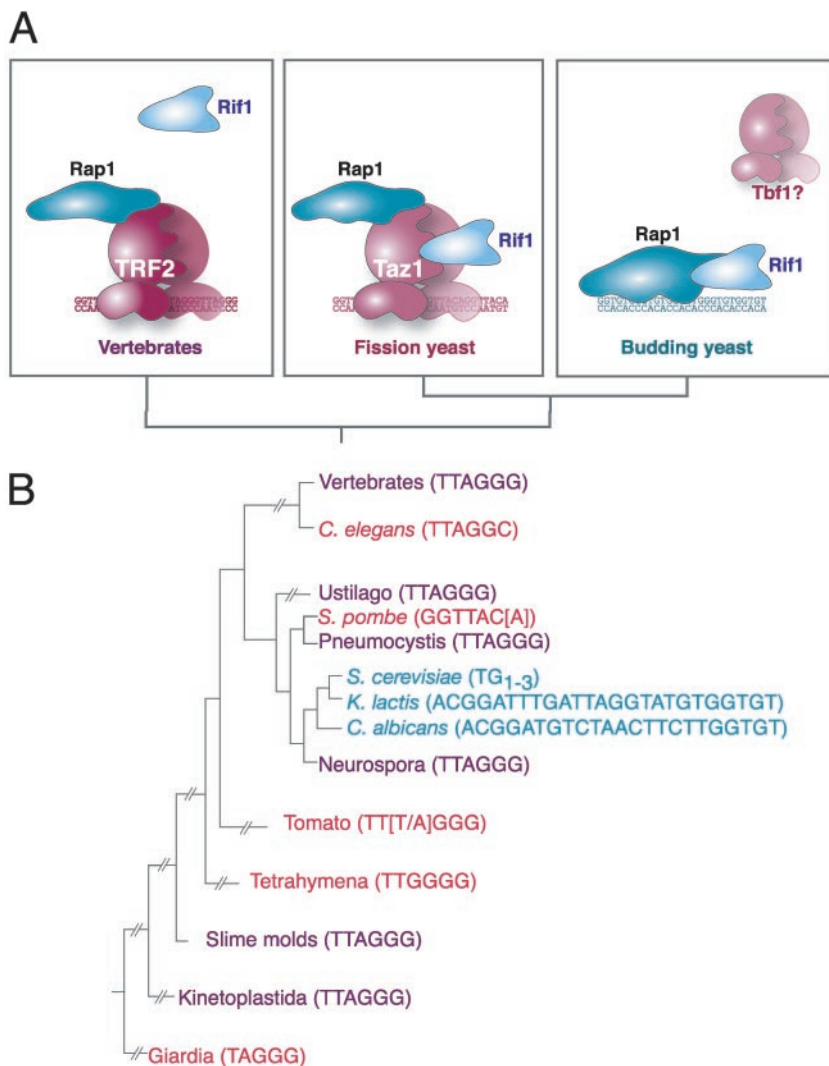 A
Rif1
Rap1
TRF2
Vertebrates
Rap1
Rif1
Taz1
Fission yeast
Tbf1?
Rap1
Rif1
GGTGTGTGGGTGTGGTGT
CCACACCCACACCACACCCACACCACA
Budding yeast
B
Vertebrates (TTAGGG)
C. elegans (TTAGGC)
Ustilago (TTAGGG)
S. pombe (GGTTAC[A])
Pneumocystis (TTAGGG)
S. cerevisiae (TG1-3)
K. lactis (ACGGATTTGATTAGGTATGTGGTGT)
C. albicans (ACGGATGTCTAACTTCTTGGTGT)
Neurospora (TTAGGG)
Tomato (TT[T/A]GGG)
Tetrahymena (TTGGGG)
Slime molds (TTAGGG)
Kinetoplastida (TTAGGG)
Giardia (TAGGG)